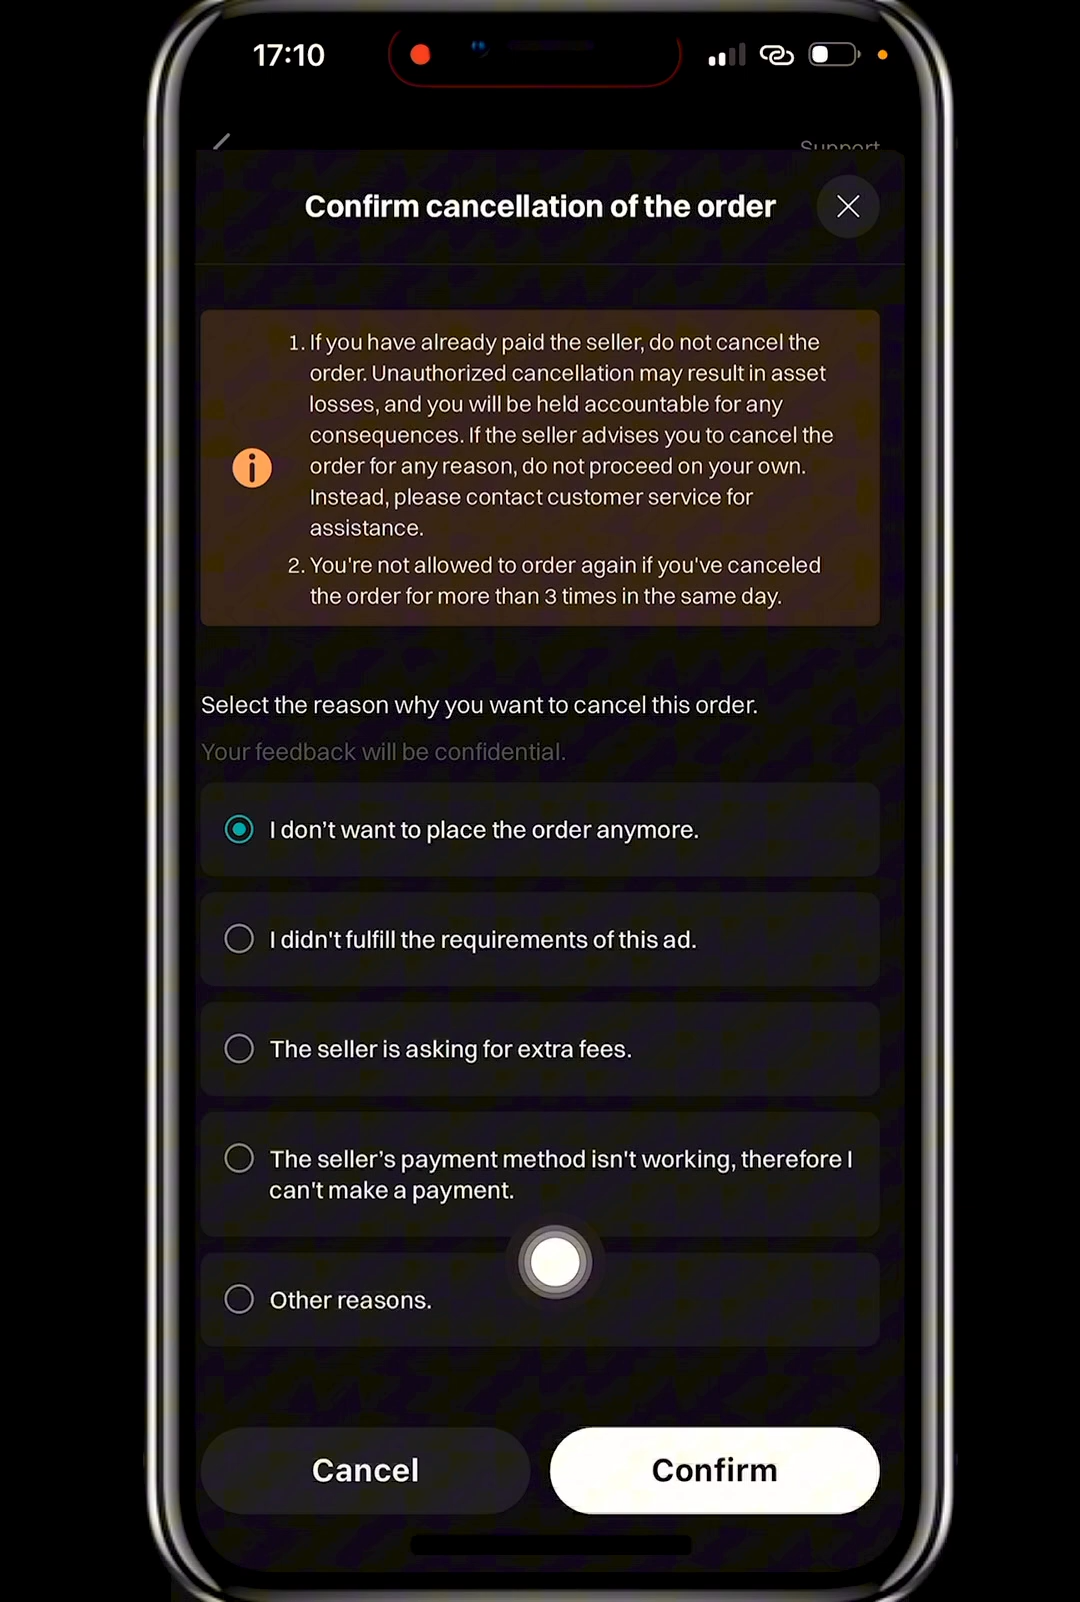 17:10
Support
Confirm cancellation of the order
1. If you have already paid the seller, do not cancel the
order. Unauthorized cancellation may result in asset
losses, and you will be held accountable for any
consequences. If the seller advises you to cancel the
order for any reason, do not proceed on your own.
Instead, please contact customer service for
assistance.
2. You're not allowed to order again if you've canceled
the order for more than 3 times in the same day.
Select the reason why you want to cancel this order.
Your feedback will be confidential.
I don’t want to place the order anymore.
I didn't fulfill the requirements of this ad.
The seller is asking for extra fees.
The seller’s payment method isn't working, therefore I
can't make a payment.
Other reasons.
Cancel
Confirm